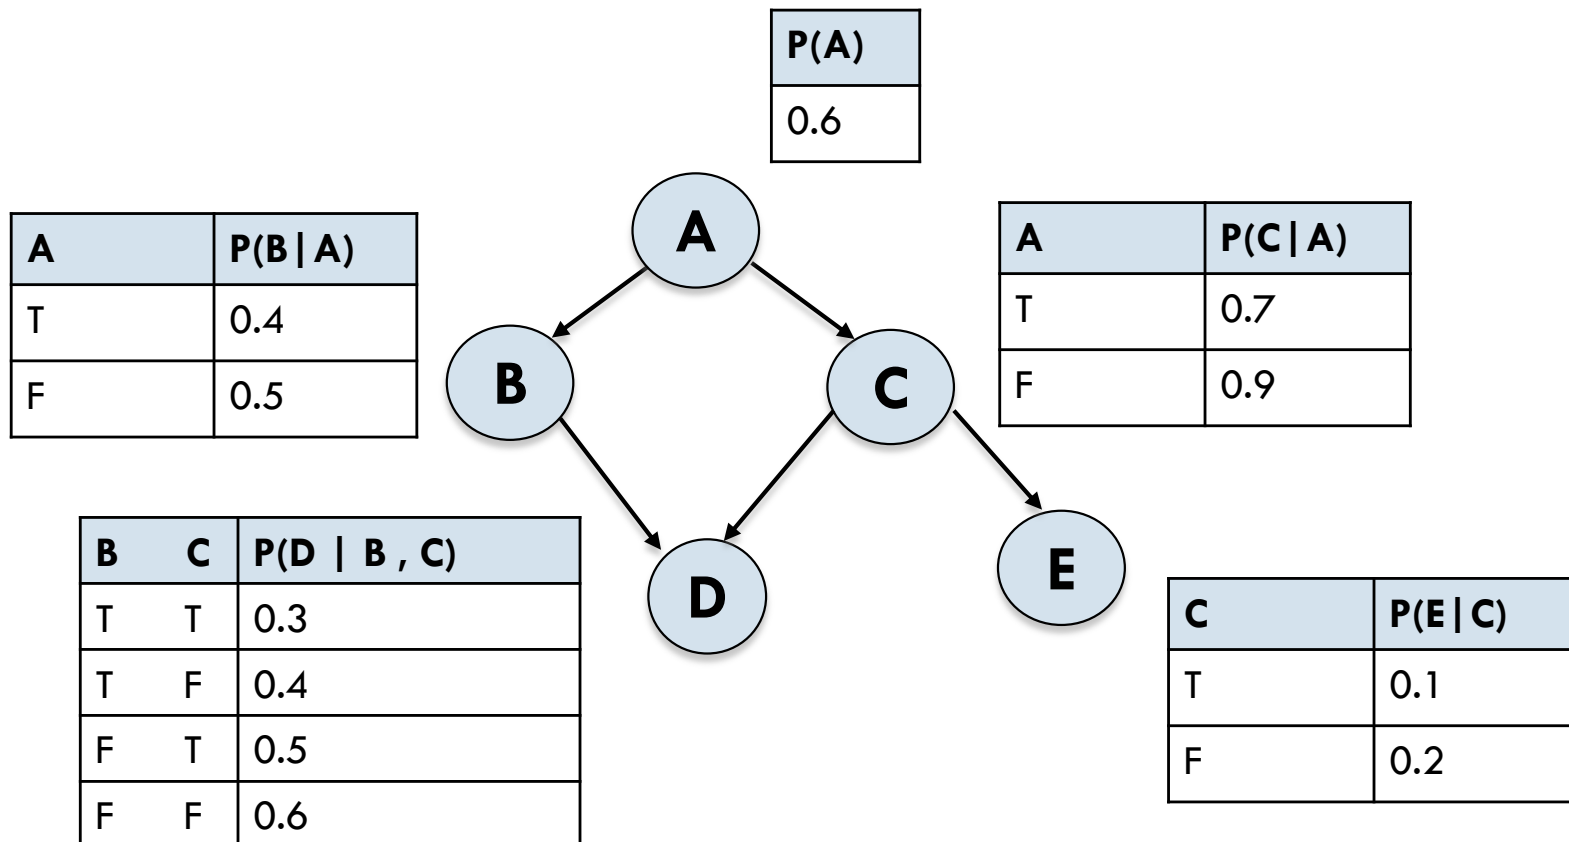 P(A)
0.6
A
A P(B|A)
T 0.4
F 0.5
A P(C|A)
T 0.7
F 0.9
B
C
B C P(D | B , C)
T T 0.3
T F 0.4
F T 0.5
F F 0.6
D
E
C P(E|C)
T 0.1
F 0.2